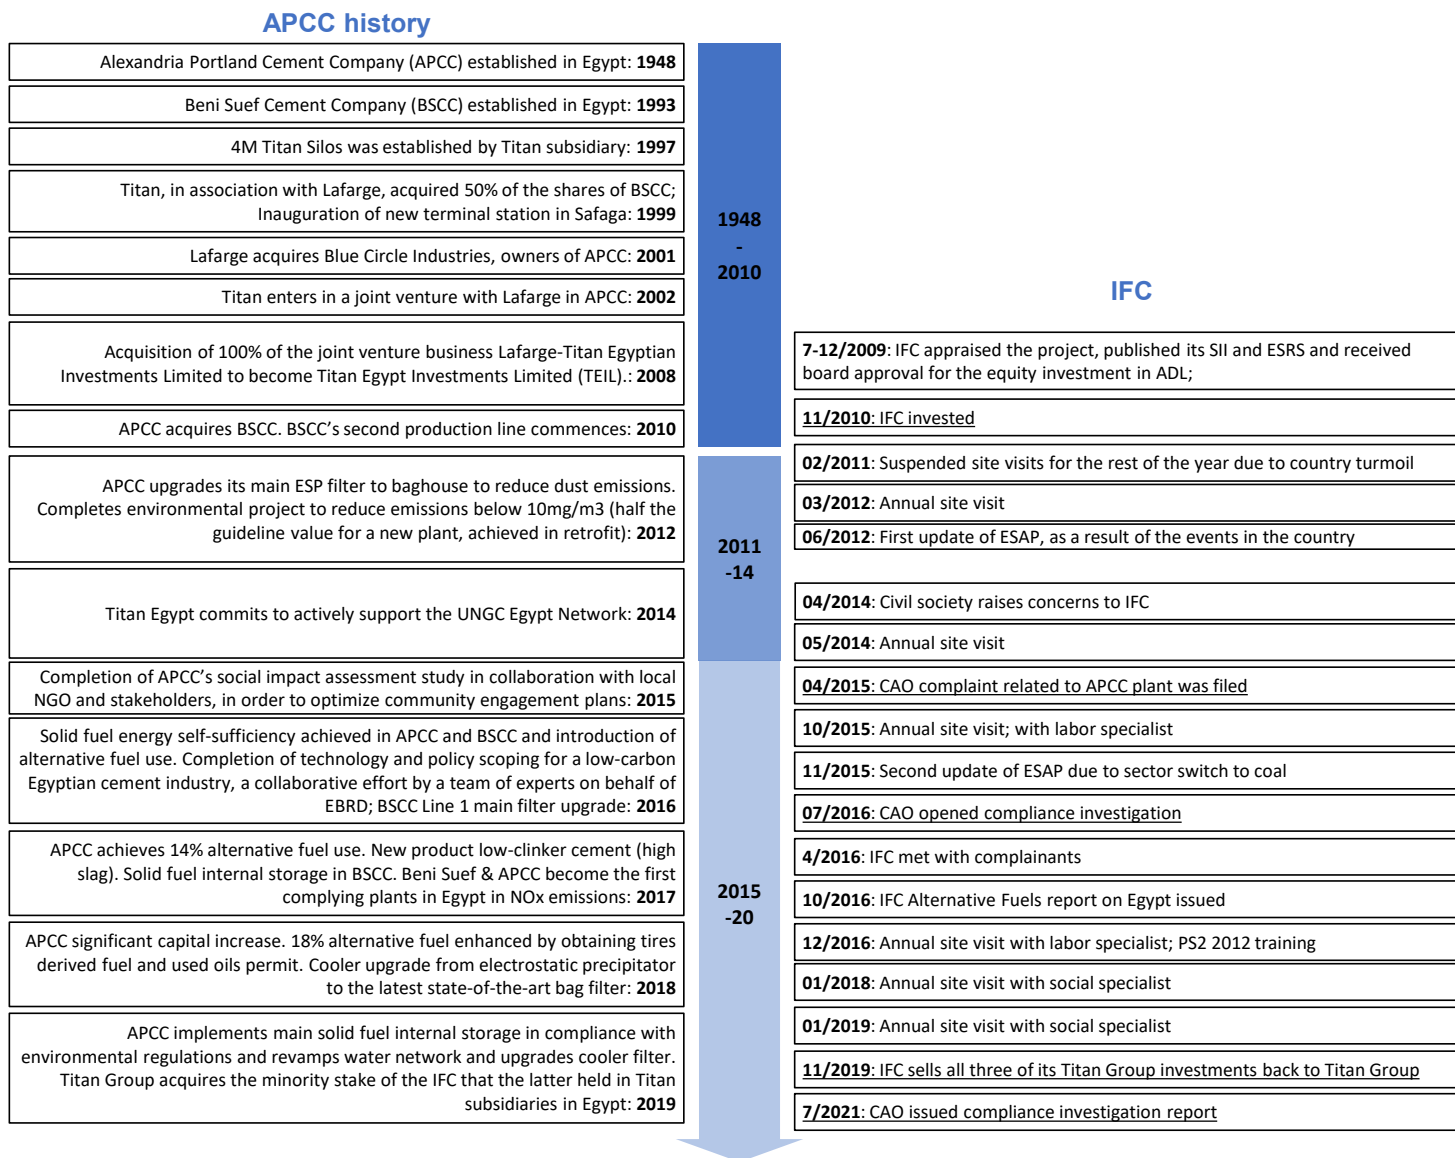 APCC history
Alexandria Portland Cement Company (APCC) established in Egypt: 1948
Beni Suef Cement Company (BSCC) established in Egypt: 1993
4M Titan Silos was established by Titan subsidiary: 1997
Titan, in association with Lafarge, acquired 50% of the shares of BSCC;
Inauguration of new terminal station in Safaga: 1999
Lafarge acquires Blue Circle Industries, owners of APCC: 2001
Titan enters in a joint venture with Lafarge in APCC: 2002
Acquisition of 100% of the joint venture business Lafarge-Titan Egyptian
Investments Limited to become Titan Egypt Investments Limited (TEIL).: 2008
APCC acquires BSCC. BSCC’s second production line commences: 2010
APCC upgrades its main ESP filter to baghouse to reduce dust emissions.
Completes environmental project to reduce emissions below 10mg/m3 (half the
guideline value for a new plant, achieved in retrofit): 2012
Titan Egypt commits to actively support the UNGC Egypt Network: 2014
Completion of APCC’s social impact assessment study in collaboration with local
NGO and stakeholders, in order to optimize community engagement plans: 2015
Solid fuel energy self-sufficiency achieved in APCC and BSCC and introduction of
alternative fuel use. Completion of technology and policy scoping for a low-carbon
Egyptian cement industry, a collaborative effort by a team of experts on behalf of
EBRD; BSCC Line 1 main filter upgrade: 2016
APCC achieves 14% alternative fuel use. New product low-clinker cement (high
slag). Solid fuel internal storage in BSCC. Beni Suef & APCC become the first
complying plants in Egypt in NOx emissions: 2017
APCC significant capital increase. 18% alternative fuel enhanced by obtaining tires
derived fuel and used oils permit. Cooler upgrade from electrostatic precipitator
to the latest state-of-the-art bag filter: 2018
APCC implements main solid fuel internal storage in compliance with
environmental regulations and revamps water network and upgrades cooler filter.
Titan Group acquires the minority stake of the IFC that the latter held in Titan
subsidiaries in Egypt: 2019
1948
-
2010
2011
-14
2015
-20
IFC
7-12/2009: IFC appraised the project, published its SII and ESRS and received
board approval for the equity investment in ADL;
11/2010: IFC invested
02/2011: Suspended site visits for the rest of the year due to country turmoil
03/2012: Annual site visit
06/2012: First update of ESAP, as a result of the events in the country
04/2014: Civil society raises concerns to IFC
05/2014: Annual site visit
04/2015: CAO complaint related to APCC plant was filed
10/2015: Annual site visit; with labor specialist
11/2015: Second update of ESAP due to sector switch to coal
07/2016: CAO opened compliance investigation
4/2016: IFC met with complainants
10/2016: IFC Alternative Fuels report on Egypt issued
12/2016: Annual site visit with labor specialist; PS2 2012 training
01/2018: Annual site visit with social specialist
01/2019: Annual site visit with social specialist
11/2019: IFC sells all three of its Titan Group investments back to Titan Group
7/2021: CAO issued compliance investigation report